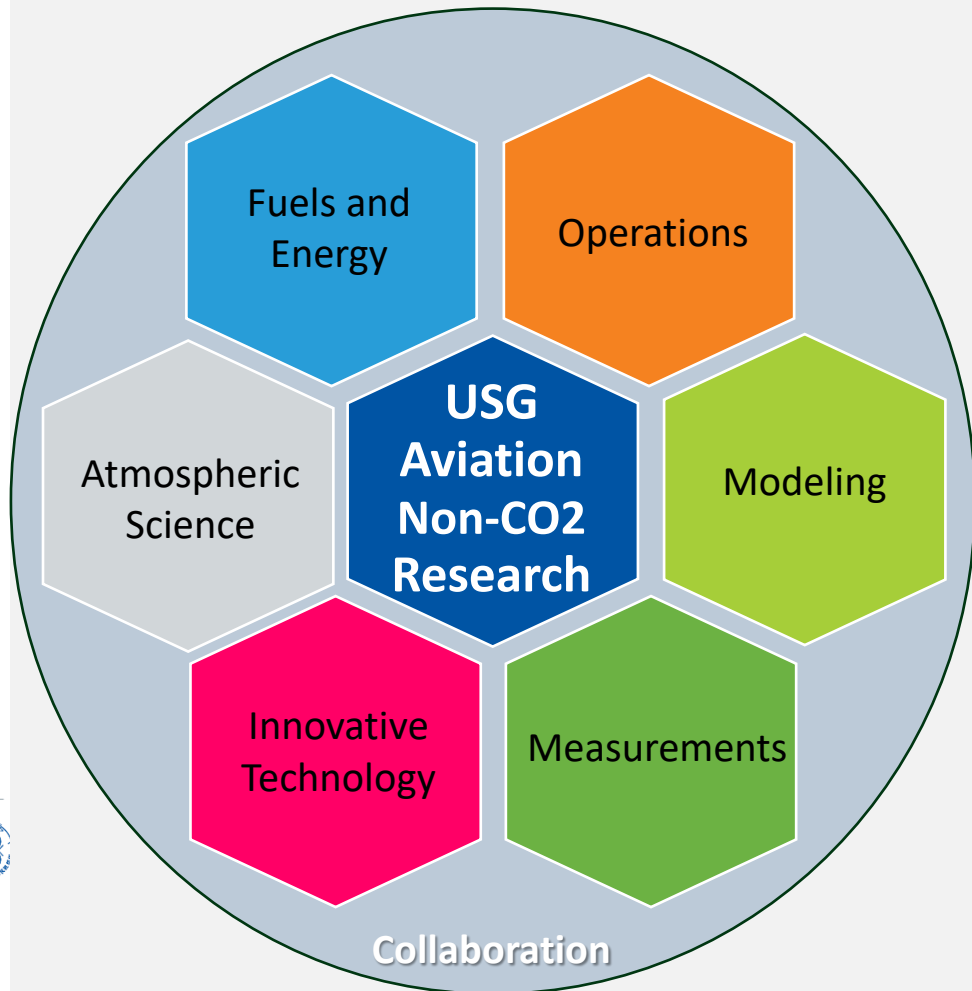 Fuels and
Energy
Operations
USG
Aviation
Non-CO2
Research
Atmospheric
Science
Modeling
Innovative
Technology
Measurements
Collaboration